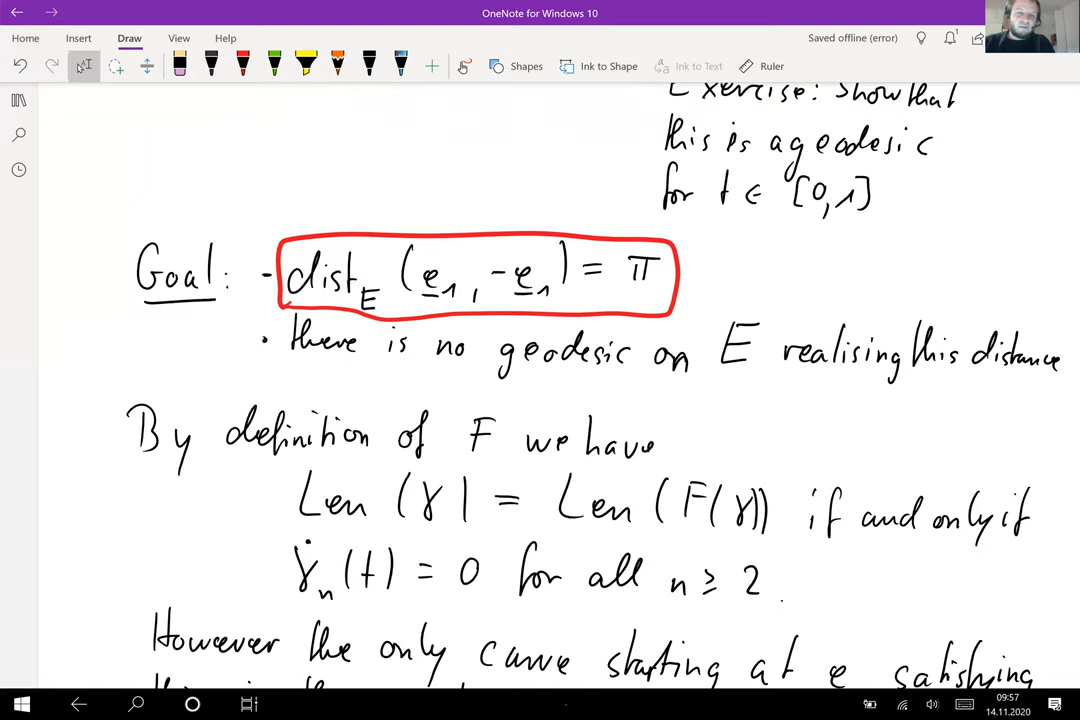 OneNote for Windows 10
Home Insert Draw View Help
Saved offline (error)
Shapes Ink to Shape Ink to Text Ruler
Exercise: show that
this is a geodesic
for t ∈ [0,1]
Goal: - dist_E (e_1, -e_1) = π
• there is no geodesic on E realising this distance
By definition of F we have
Len (γ) = Len (F(γ)) if and only if
γ̇_n (t) = 0 for all n ≥ 2.
However the only curve starting at e satisfying
09:57
14.11.2020